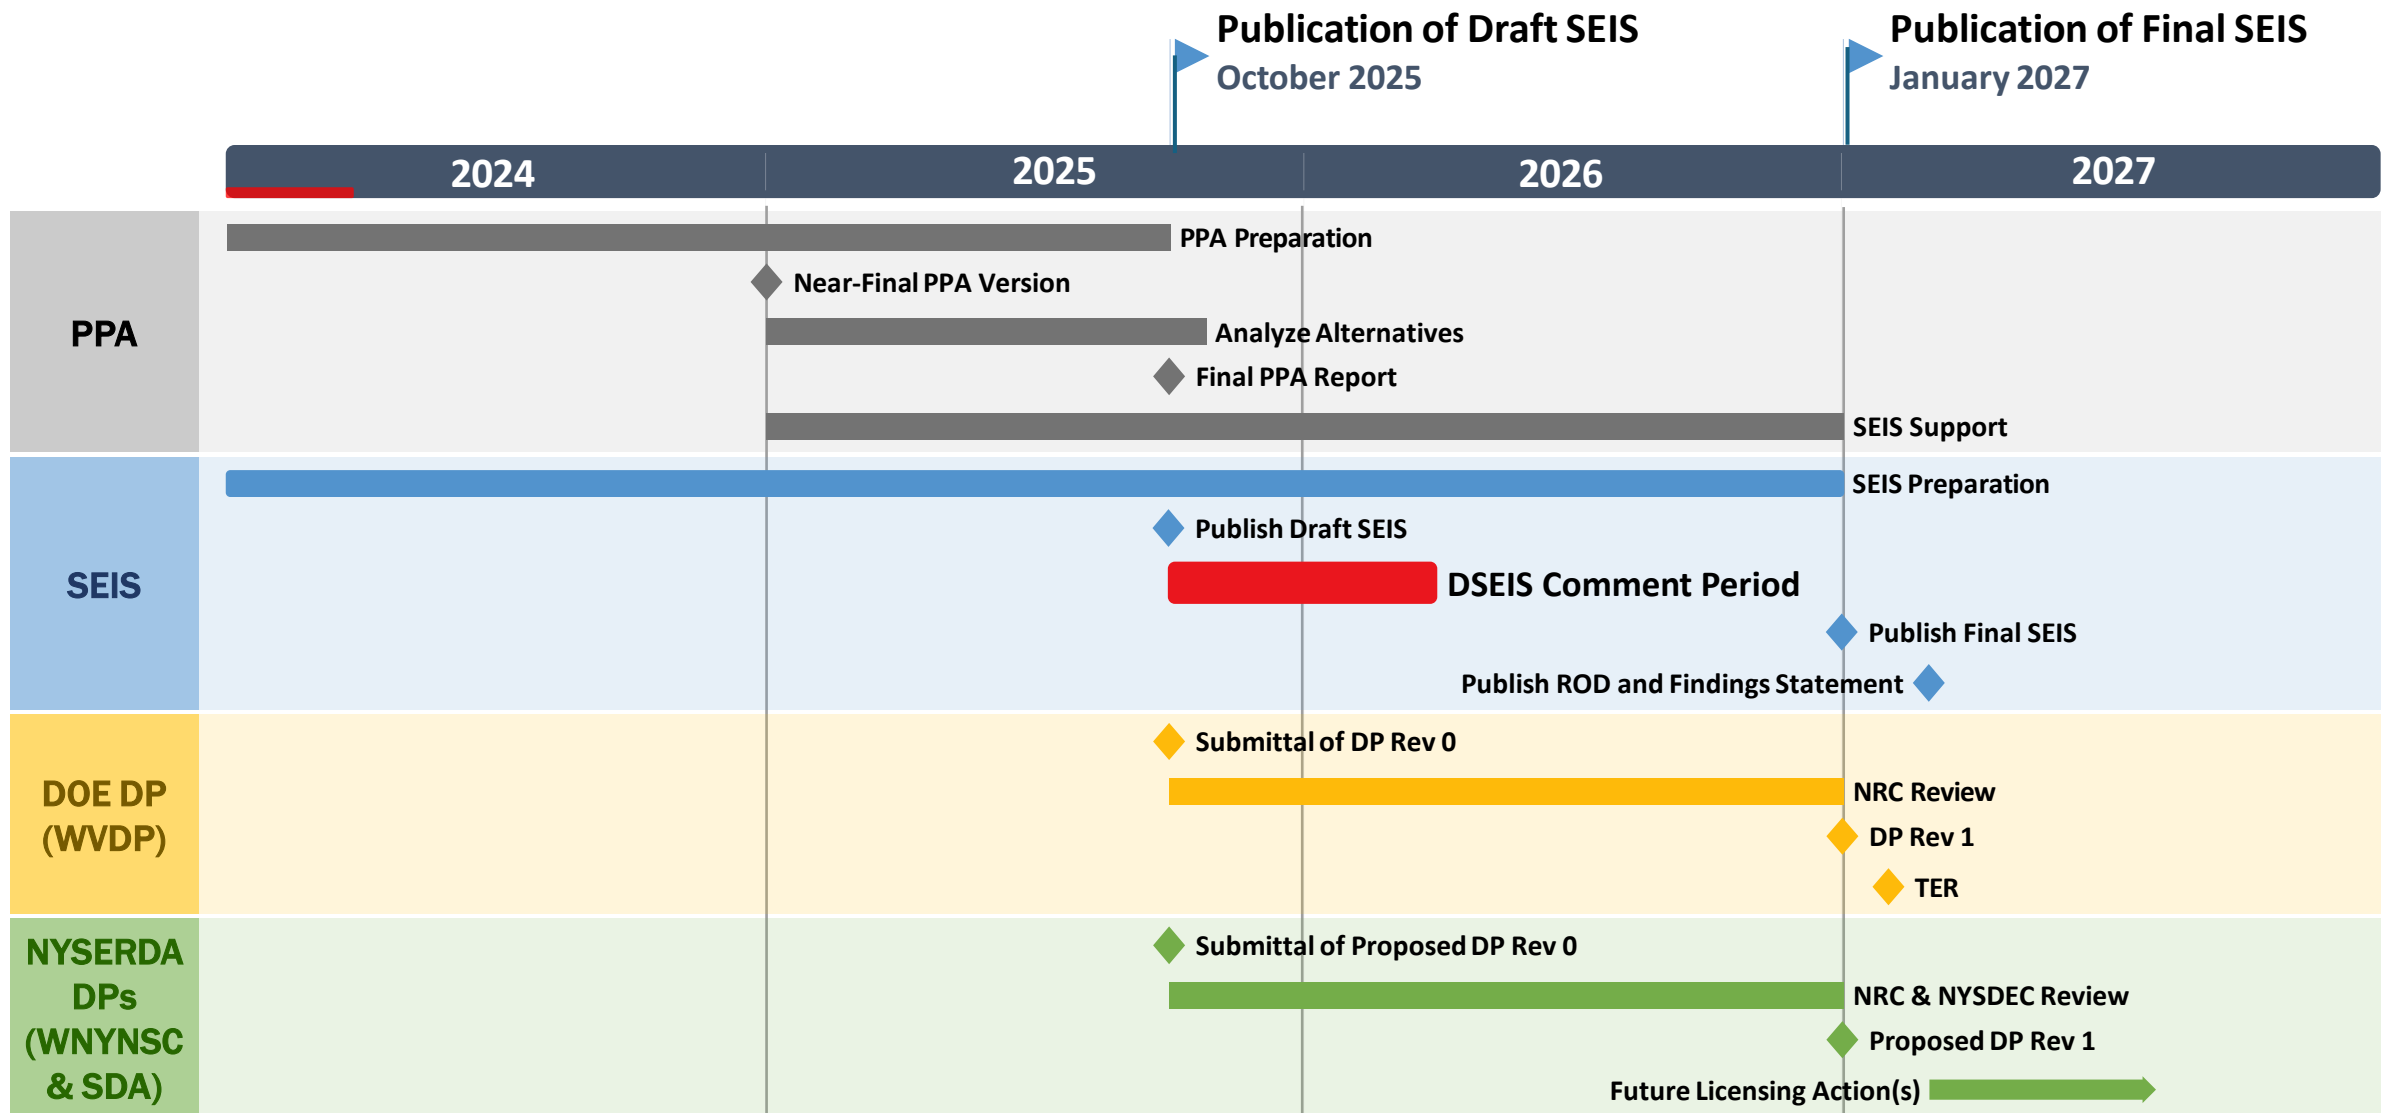 Publication of Draft SEIS
October 2025
Publication of Final SEIS
January 2027
2024
2025
2026
2027
PPA
PPA Preparation
Near-Final PPA Version
Analyze Alternatives
Final PPA Report
SEIS Support
SEIS
SEIS Preparation
Publish Draft SEIS
DSEIS Comment Period
Publish Final SEIS
Publish ROD and Findings Statement
DOE DP
(WVDP)
Submittal of DP Rev 0
NRC Review
DP Rev 1
TER
NYSERDA
DPs
(WNYNSC
& SDA)
Submittal of Proposed DP Rev 0
NRC & NYSDEC Review
Proposed DP Rev 1
Future Licensing Action(s)